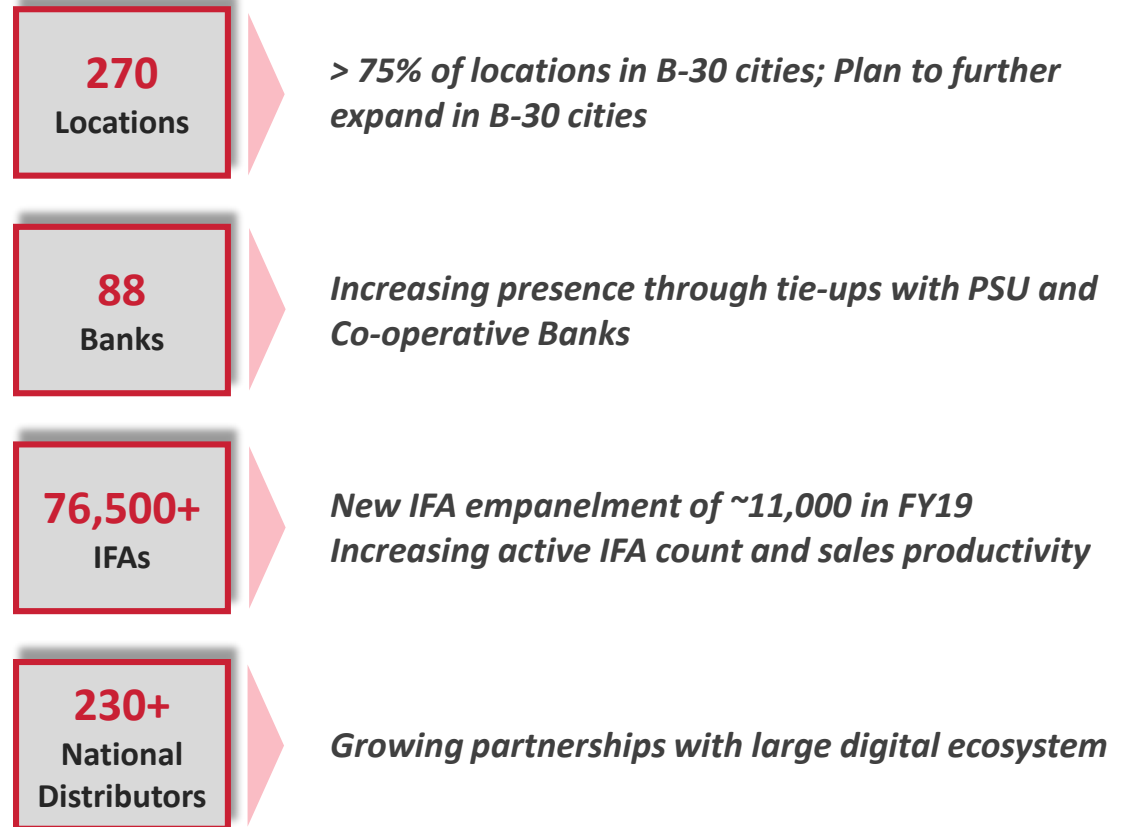 270
Locations
> 75% of locations in B-30 cities; Plan to further
expand in B-30 cities
88
Banks
Increasing presence through tie-ups with PSU and
Co-operative Banks
76,500+
IFAs
New IFA empanelment of ~11,000 in FY19
Increasing active IFA count and sales productivity
230+
National
Distributors
Growing partnerships with large digital ecosystem